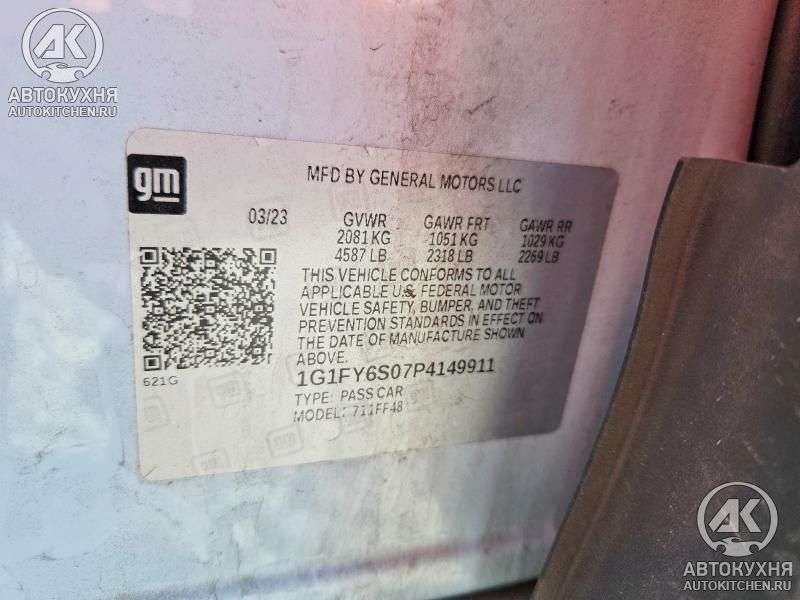 AK
АВТОКУХНЯ
AUTOKITCHEN.RU
gm
MFD BY GENERAL MOTORS LLC
03/23 GVWR GAWR FRT GAWR RR
2081 KG 1051 KG 1029 KG
4587 LB 2318 LB 2269 LB
THIS VEHICLE CONFORMS TO ALL
APPLICABLE U.S. FEDERAL MOTOR
VEHICLE SAFETY, BUMPER, AND THEFT
PREVENTION STANDARDS IN EFFECT ON
THE DATE OF MANUFACTURE SHOWN
ABOVE.
621G
1G1FY6S07P4149911
TYPE: PASS CAR
MODEL: 711FF48
AK
АВТОКУХНЯ
AUTOKITCHEN.RU